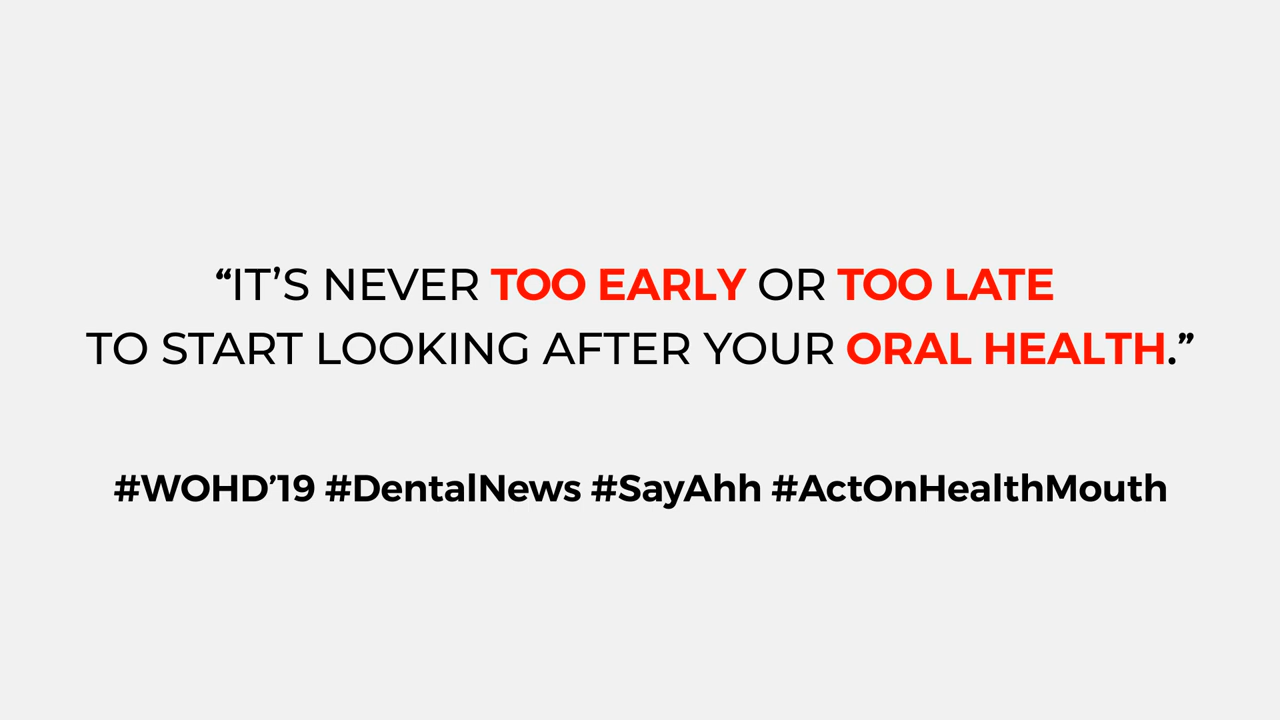 “IT’S NEVER TOO EARLY OR TOO LATE
TO START LOOKING AFTER YOUR ORAL HEALTH.”
#WOHD’19 #DentalNews #SayAhh #ActOnHealthMouth